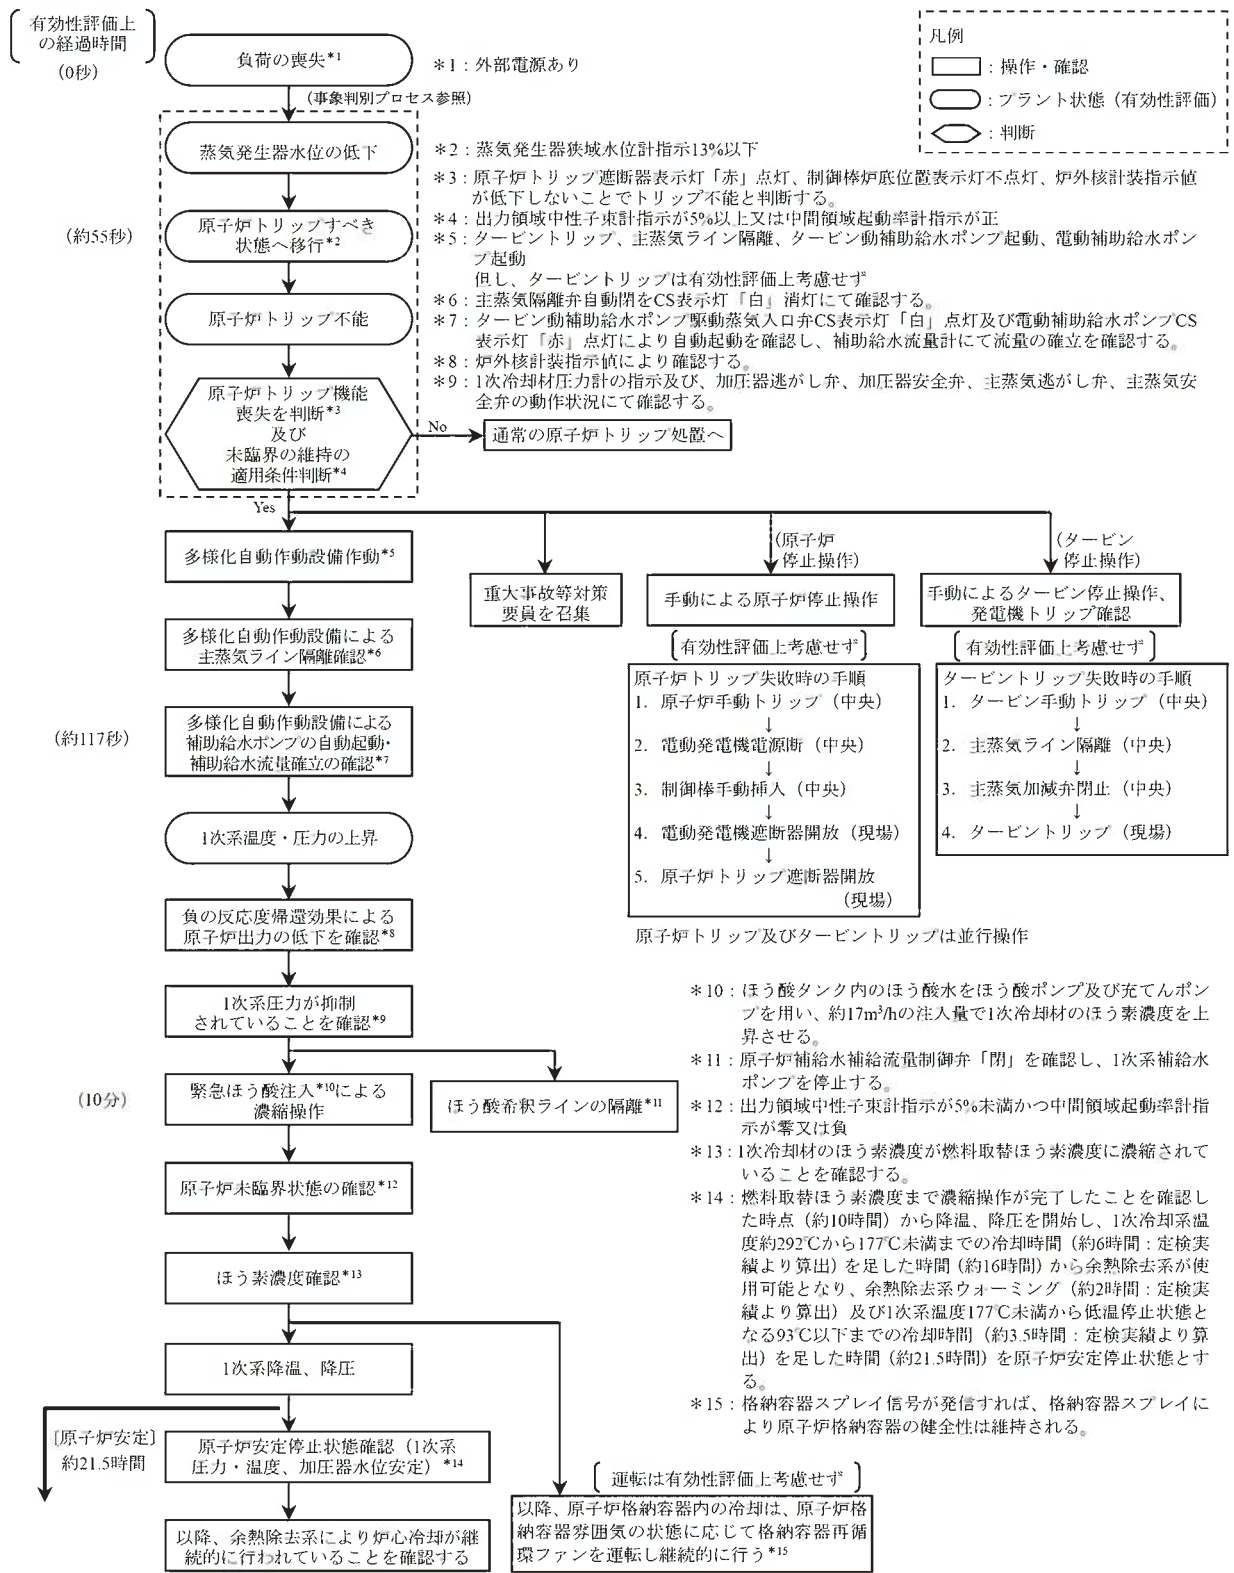 有効性評価上
の経過時間
(0秒)
負荷の喪失*1
*1：外部電源あり
(事象判別プロセス参照)
凡例
：操作・確認
：プラント状態（有効性評価）
：判断
蒸気発生器水位の低下
*2：蒸気発生器狭域水位計指示13%以下
*3：原子炉トリップ遮断器表示灯「赤」点灯、制御棒炉底位置表示灯不点灯、炉外核計装指示値
が低下しないことでトリップ不能と判断する。
*4：出力領域中性子束計指示が5%以上又は中間領域起動率計指示が正
*5：タービントリップ、主蒸気ライン隔離、タービン動補助給水ポンプ起動、電動補助給水ポン
プ起動
但し、タービントリップは有効性評価上考慮せず
*6：主蒸気隔離弁自動閉をCS表示灯「白」消灯にて確認する。
*7：タービン動補助給水ポンプ駆動蒸気入口弁CS表示灯「白」点灯及び電動補助給水ポンプCS
表示灯「赤」点灯により自動起動を確認し、補助給水流量計にて流量の確立を確認する。
*8：炉外核計装指示値により確認する。
*9：1次冷却材圧力計の指示及び、加圧器逃がし弁、加圧器安全弁、主蒸気逃がし弁、主蒸気安
全弁の動作状況にて確認する。
(約55秒)
原子炉トリップすべき
状態へ移行*2
原子炉トリップ不能
原子炉トリップ機能
喪失を判断*3
及び
未臨界の維持の
適用条件判断*4
No
通常の原子炉トリップ処置へ
Yes
多様化自動作動設備作動*5
重大事故等対策
要員を召集
(原子炉
停止操作)
手動による原子炉停止操作
(タービン
停止操作)
手動によるタービン停止操作、
発電機トリップ確認
多様化自動作動設備による
主蒸気ライン隔離確認*6
(約117秒)
多様化自動作動設備による
補助給水ポンプの自動起動・
補助給水流量確立の確認*7
1次系温度・圧力の上昇
負の反応度帰還効果による
原子炉出力の低下を確認*8
1次系圧力が抑制
されていることを確認*9
[有効性評価上考慮せず]
原子炉トリップ失敗時の手順
1. 原子炉手動トリップ（中央）
↓
2. 電動発電機電源断（中央）
↓
3. 制御棒手動挿入（中央）
↓
4. 電動発電機遮断器開放（現場）
↓
5. 原子炉トリップ遮断器開放
（現場）
[有効性評価上考慮せず]
タービントリップ失敗時の手順
1. タービン手動トリップ（中央）
↓
2. 主蒸気ライン隔離（中央）
↓
3. 主蒸気加減弁閉止（中央）
↓
4. タービントリップ（現場）
原子炉トリップ及びタービントリップは並行操作
(10分)
緊急ほう酸注入*10による
濃縮操作
ほう酸希釈ラインの隔離*11
原子炉未臨界状態の確認*12
ほう素濃度確認*13
1次系降温、降圧
*10：ほう酸タンク内のほう酸水をほう酸ポンプ及び充てんポン
プを用い、約17m³/hの注入量で1次冷却材のほう素濃度を上
昇させる。
*11：原子炉補給水補給流量制御弁「閉」を確認し、1次系補給水
ポンプを停止する。
*12：出力領域中性子束計指示が5%未満かつ中間領域起動率計指
示が零又は負
*13：1次冷却材のほう素濃度が燃料取替ほう素濃度に濃縮されて
いることを確認する。
*14：燃料取替ほう素濃度まで濃縮操作が完了したことを確認し
た時点（約10時間）から降温、降圧を開始し、1次冷却系温
度約292℃から177℃未満までの冷却時間（約6時間：定検実
績より算出）を足した時間（約16時間）から余熱除去系が使
用可能となり、余熱除去系ウォーミング（約2時間：定検実
績より算出）及び1次系温度177℃未満から低温停止状態と
なる93℃以下までの冷却時間（約3.5時間：定検実績より算
出）を足した時間（約21.5時間）を原子炉安定停止状態とす
る。
*15：格納容器スプレイ信号が発信すれば、格納容器スプレイに
より原子炉格納容器の健全性は維持される。
[原子炉安定]
約21.5時間
原子炉安定停止状態確認（1次系
圧力・温度、加圧器水位安定）*14
以降、余熱除去系により炉心冷却が継
続的に行われていることを確認する
[運転は有効性評価上考慮せず]
以降、原子炉格納容器内の冷却は、原子炉格
納容器雰囲気の状態に応じて格納容器再循
環ファンを運転し継続的に行う*15